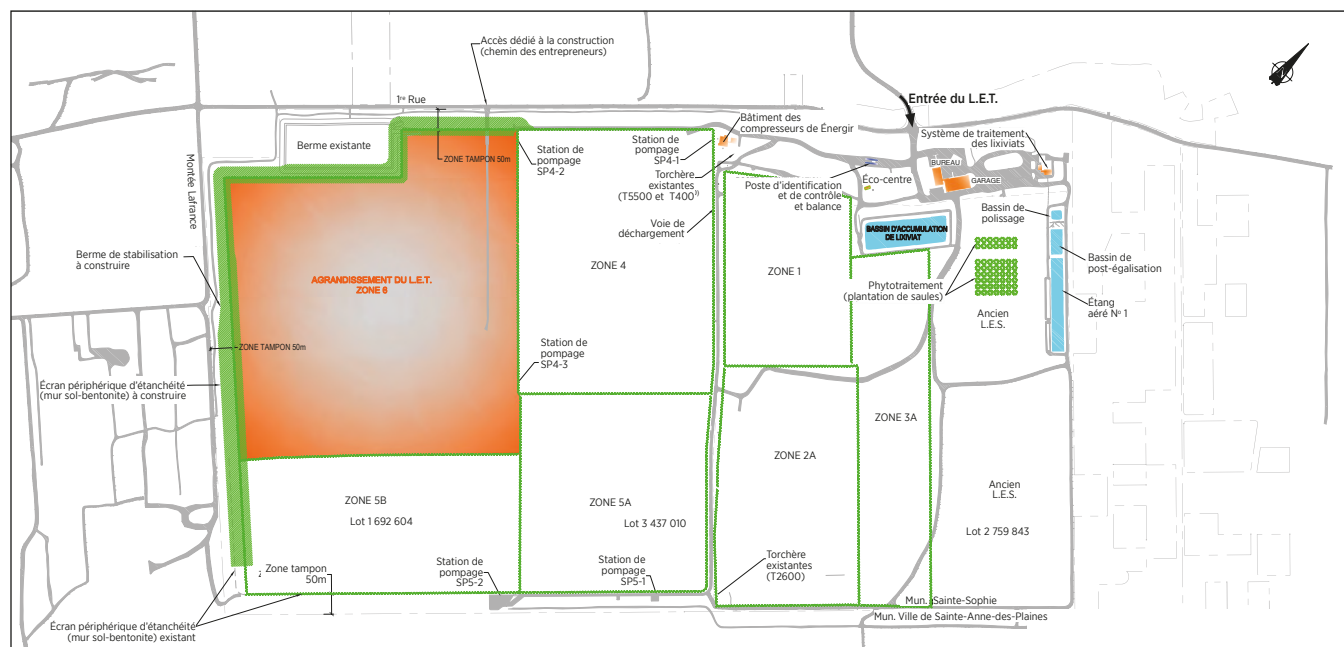 Accès dédié à la construction
(chemin des entrepreneurs)
1re Rue
Entrée du L.E.T.
Bâtiment des
compresseurs de Énergir
Système de traitement
des lixiviats
Berme existante
ZONE TAMPON 50m
Station de
pompage
SP4-2
Station de
pompage
SP4-1
Torchère
existantes
(T5500 et T400³⁾
BUREAU
GARAGE
Éco-centre
Poste d'identification
et de contrôle
et balance
Montée Lafrance
Voie de
déchargement
Bassin de
polissage
BASSIN D'ACCUMULATION
DE LIXIVIAT
Berme de stabilisation
à construire
AGRANDISSEMENT DU L.E.T.
ZONE 6
ZONE 4
ZONE 1
Bassin de
post-égalisation
Phytotraitement
(plantation de saules)
Étang
aéré No 1
Ancien
L.E.S.
ZONE TAMPON 50m
Station de
pompage
SP4-3
Écran périphérique d'étanchéité
(mur sol-bentonite) à construire
ZONE 3A
ZONE 2A
ZONE 5B
Lot 1 692 604
ZONE 5A
Lot 3 437 010
Ancien
L.E.S.
Lot 2 759 843
Zone tampon
50m
Station de
pompage
SP5-2
Station de
pompage
SP5-1
Torchère
existantes
(T2600)
Mun. Sainte-Sophie
Mun. Ville de Sainte-Anne-des-Plaines
Écran périphérique d'étanchéité
(mur sol-bentonite) existant